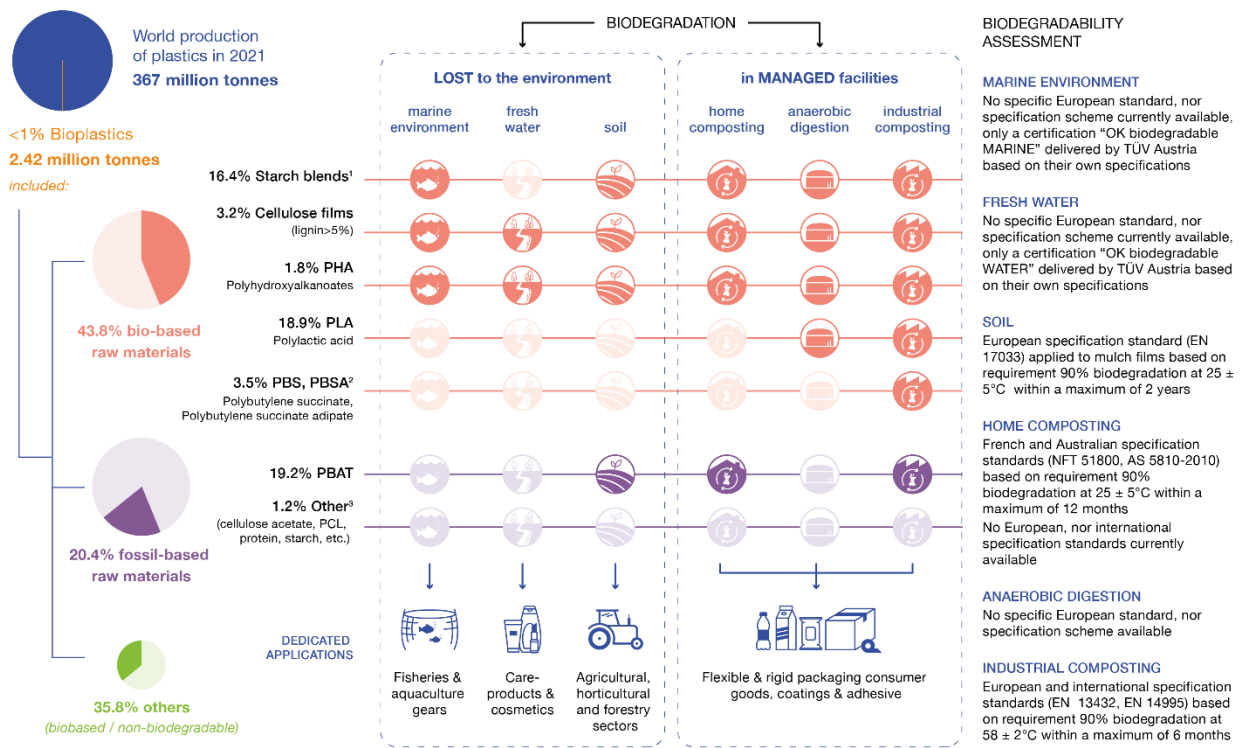 World production
of plastics in 2021
367 million tonnes
<1% Bioplastics
2.42 million tonnes
included:
43.8% bio-based
raw materials
20.4% fossil-based
raw materials
35.8% others
(biobased / non-biodegradable)
BIODEGRADATION
LOST to the environment
in MANAGED facilities
marine
environment
fresh
water
soil
home
composting
anaerobic
digestion
industrial
composting
16.4% Starch blends¹
3.2% Cellulose films
(lignin>5%)
1.8% PHA
Polyhydroxyalkanoates
18.9% PLA
Polylactic acid
3.5% PBS, PBSA²
Polybutylene succinate,
Polybutylene succinate adipate
19.2% PBAT
1.2% Other³
(cellulose acetate, PCL,
protein, starch, etc.)
DEDICATED
APPLICATIONS
Fisheries &
aquaculture
gears
Care-
products &
cosmetics
Agricultural,
horticultural
and forestry
sectors
Flexible & rigid packaging consumer
goods, coatings & adhesive
BIODEGRADABILITY
ASSESSMENT
MARINE ENVIRONMENT
No specific European standard, nor
specification scheme currently available,
only a certification “OK biodegradable
MARINE” delivered by TÜV Austria
based on their own specifications
FRESH WATER
No specific European standard, nor
specification scheme currently available,
only a certification “OK biodegradable
WATER” delivered by TÜV Austria based
on their own specifications
SOIL
European specification standard (EN
17033) applied to mulch films based on
requirement 90% biodegradation at 25 ±
5°C within a maximum of 2 years
HOME COMPOSTING
French and Australian specification
standards (NFT 51800, AS 5810-2010)
based on requirement 90%
biodegradation at 25 ± 5°C within a
maximum of 12 months
No European, nor international
specification standards currently
available
ANAEROBIC DIGESTION
No specific European standard, nor
specification scheme available
INDUSTRIAL COMPOSTING
European and international specification
standards (EN 13432, EN 14995) based
on requirement 90% biodegradation at
58 ± 2°C within a maximum of 6 months